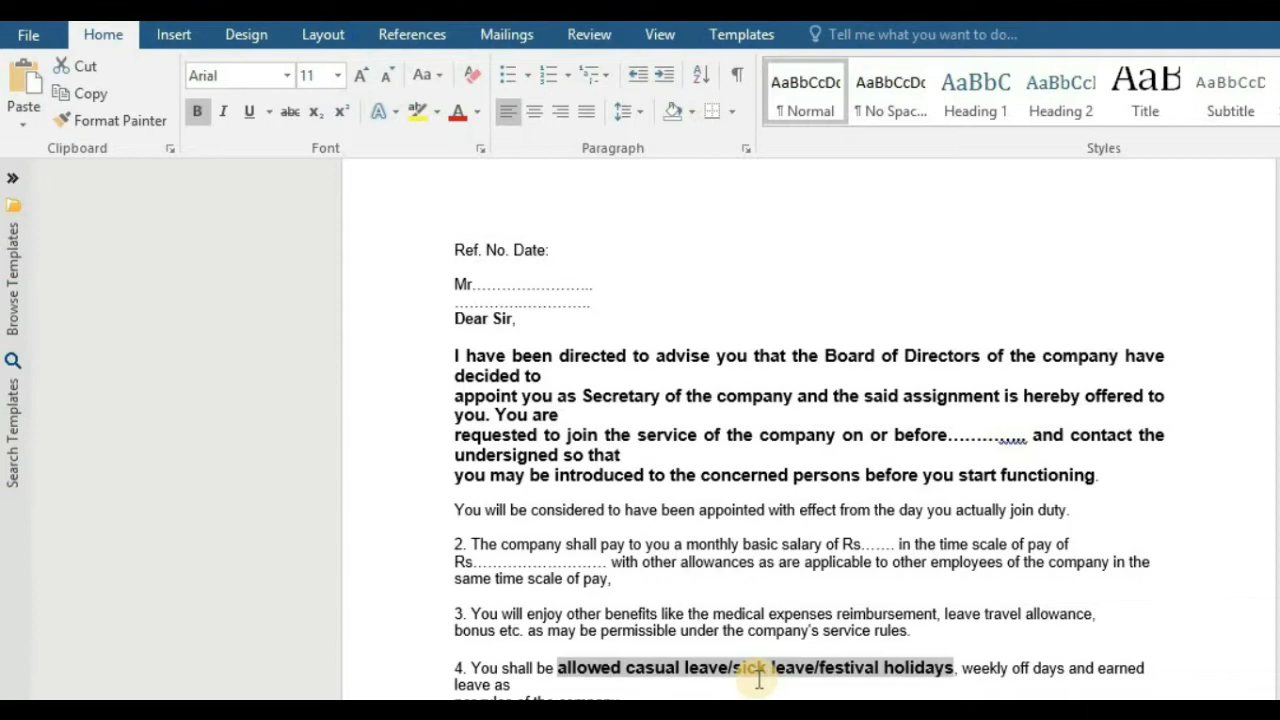 File Home Insert Design Layout References Mailings Review View Templates Tell me what you want to do...
Paste
Cut
Copy
Format Painter
Clipboard
Arial 11
Aa
B I U abc x₂ x² A ab A
Font
Paragraph
AaBbCcDc AaBbCcDc AaBbC AaBbCcI AaB AaBbCcD
¶ Normal ¶ No Spac... Heading 1 Heading 2 Title Subtitle
Styles
Browse Templates
Search Templates
Ref. No. Date:
Mr……………………..
……………………….
Dear Sir,
I have been directed to advise you that the Board of Directors of the company have
decided to
appoint you as Secretary of the company and the said assignment is hereby offered to
you. You are
requested to join the service of the company on or before………,,,,, and contact the
undersigned so that
you may be introduced to the concerned persons before you start functioning.
You will be considered to have been appointed with effect from the day you actually join duty.
2. The company shall pay to you a monthly basic salary of Rs……. in the time scale of pay of
Rs……………………… with other allowances as are applicable to other employees of the company in the
same time scale of pay,
3. You will enjoy other benefits like the medical expenses reimbursement, leave travel allowance,
bonus etc. as may be permissible under the company's service rules.
4. You shall be allowed casual leave/sick leave/festival holidays, weekly off days and earned
leave as